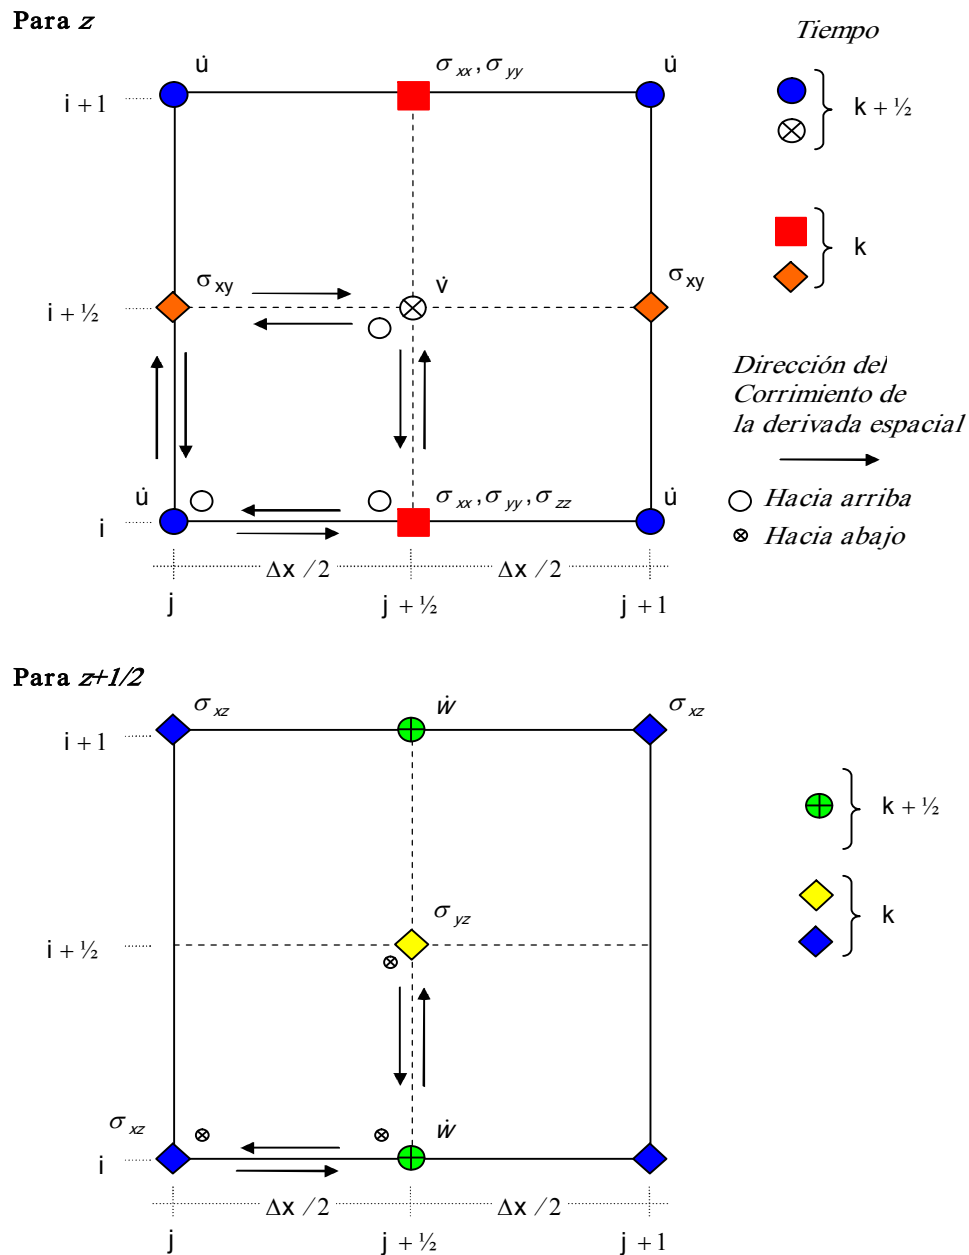 Para z
Tiempo
u̇ σxx, σyy u̇
i + 1
k + ½
k
σxy v̇ σxy
i + ½
Dirección del
Corrimiento de
la derivada espacial
u̇ σxx, σyy, σzz u̇
Hacia arriba
i
Hacia abajo
Δx / 2 Δx / 2
j j + ½ j + 1
Para z+1/2
σxz ẇ σxz
i + 1
k + ½
σyz
k
i + ½
σxz ẇ
i
Δx / 2 Δx / 2
j j + ½ j + 1